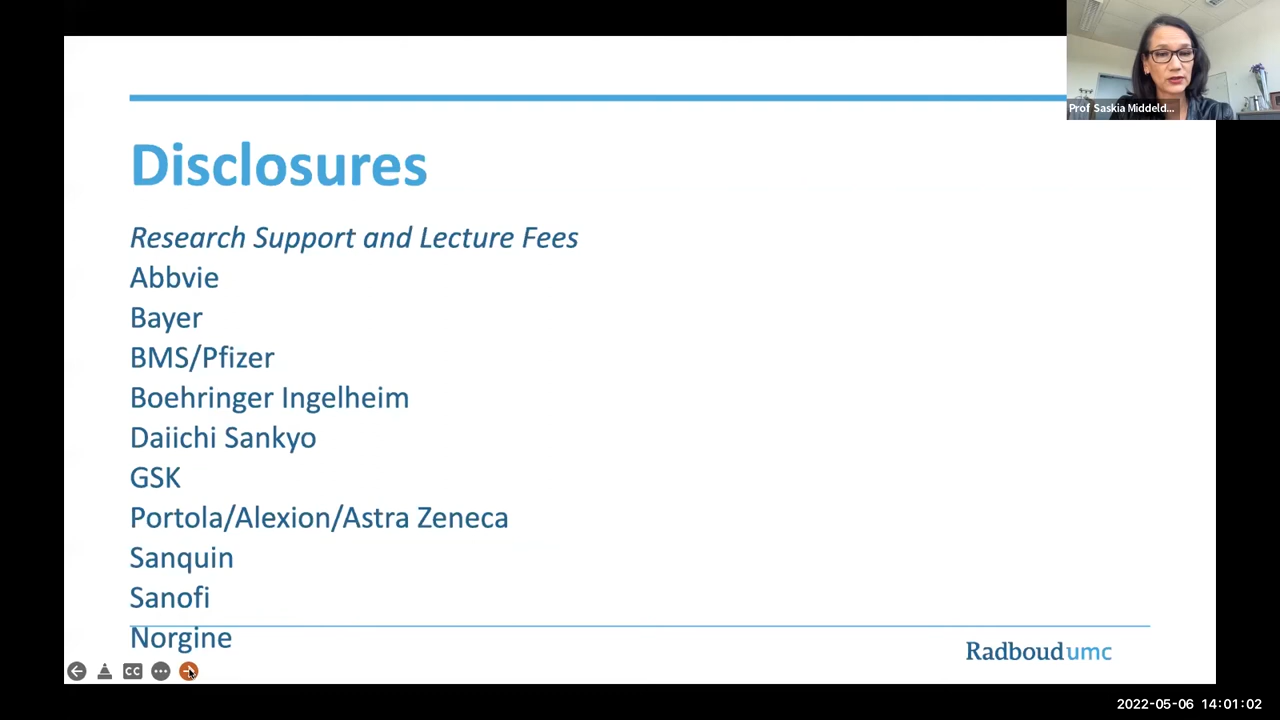 Prof Saskia Middeld...
Disclosures
Research Support and Lecture Fees
Abbvie
Bayer
BMS/Pfizer
Boehringer Ingelheim
Daiichi Sankyo
GSK
Portola/Alexion/Astra Zeneca
Sanquin
Sanofi
Norgine
Radboudumc
CC
2022-05-06 14:01:02